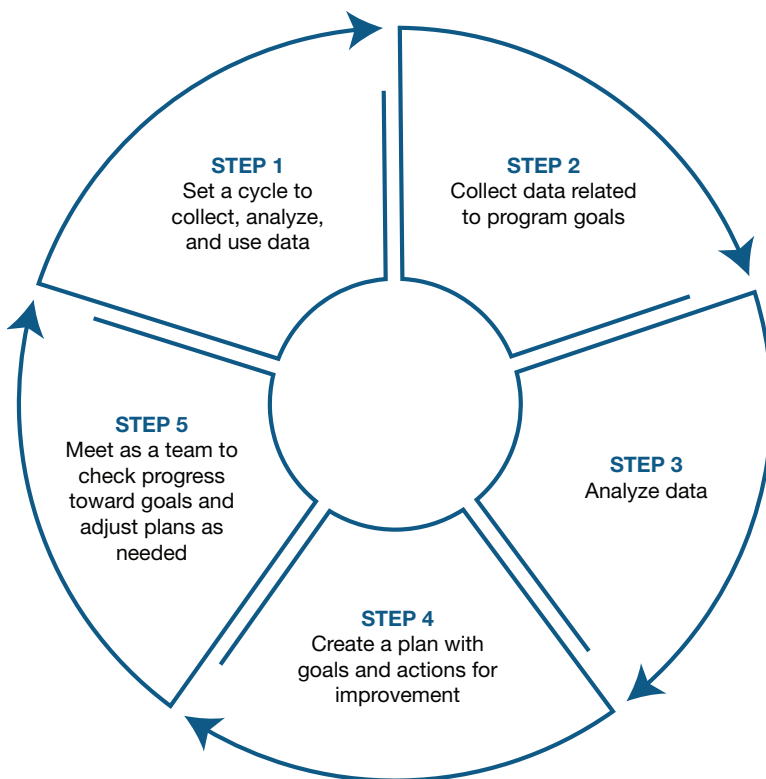 STEP 1
Set a cycle to
collect, analyze,
and use data
STEP 2
Collect data related
to program goals
STEP 3
Analyze data
STEP 4
Create a plan with
goals and actions for
improvement
STEP 5
Meet as a team to
check progress
toward goals and
adjust plans as
needed